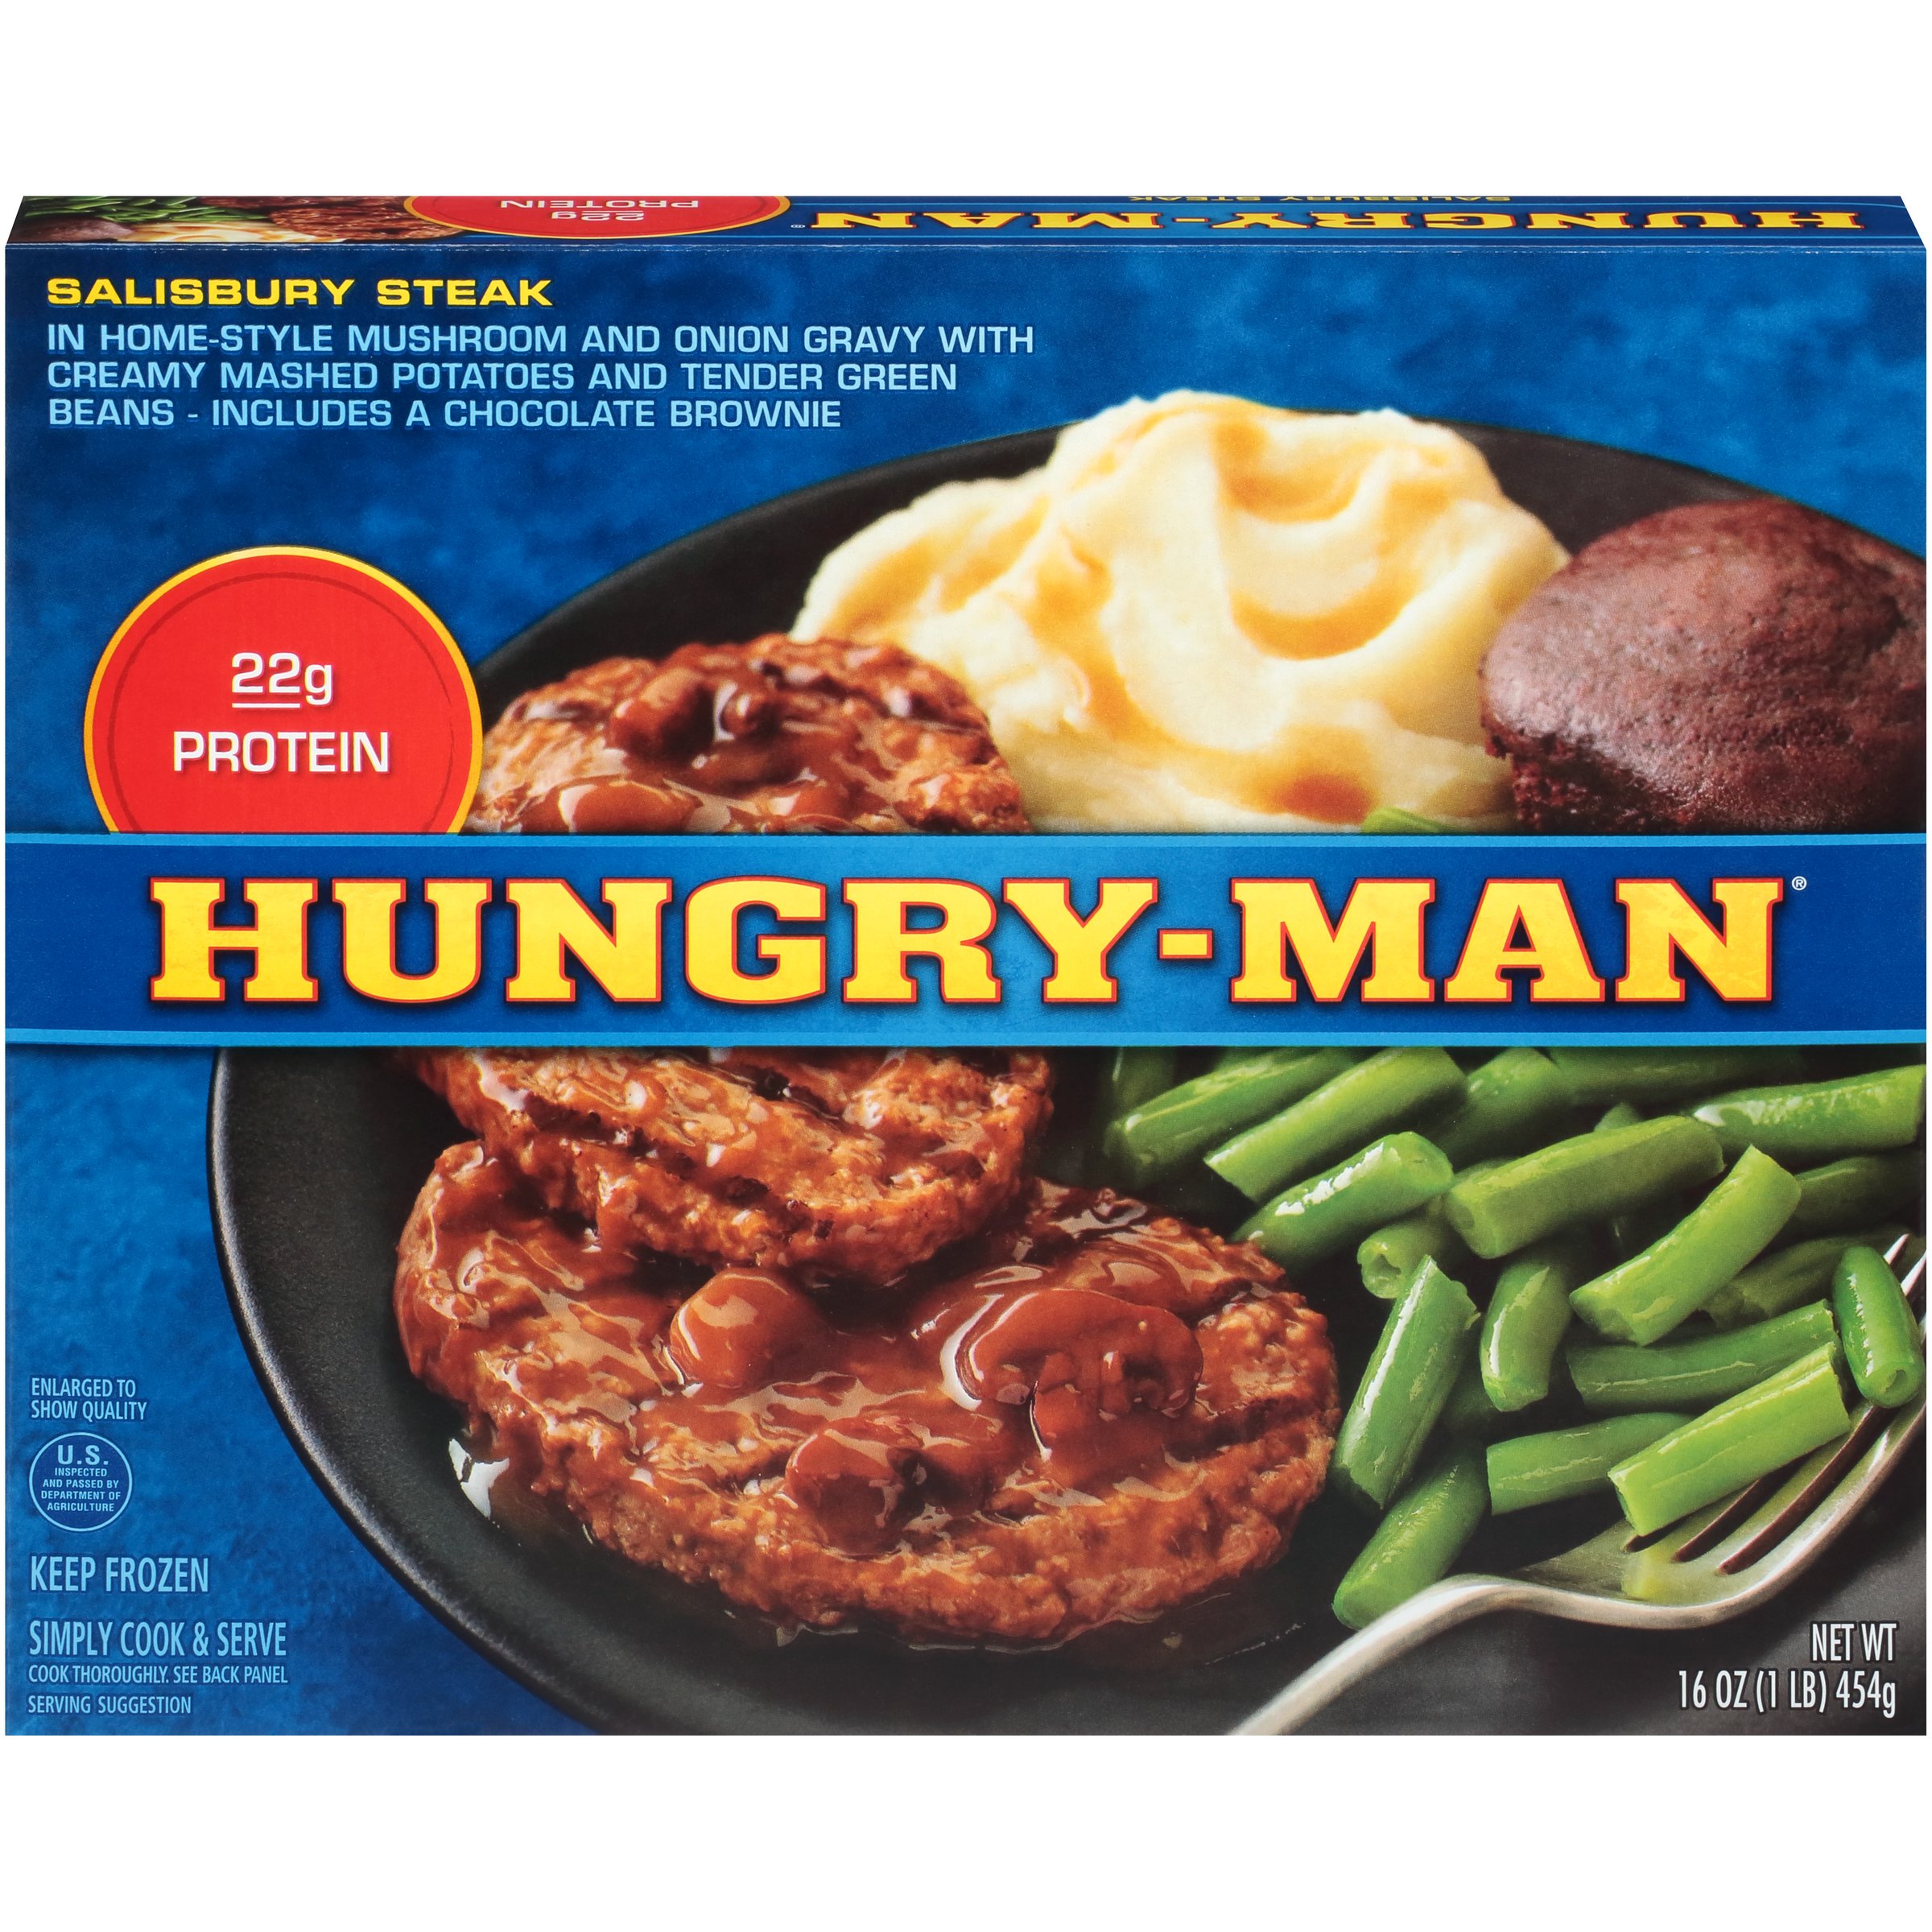 SALISBURY STEAK
HUNGRY-MAN®
22g
PROTEIN
SALISBURY STEAK
IN HOME-STYLE MUSHROOM AND ONION GRAVY WITH
CREAMY MASHED POTATOES AND TENDER GREEN
BEANS - INCLUDES A CHOCOLATE BROWNIE
22g
PROTEIN
HUNGRY-MAN®
ENLARGED TO
SHOW QUALITY
U.S.
INSPECTED
AND PASSED BY
DEPARTMENT OF
AGRICULTURE
KEEP FROZEN
SIMPLY COOK & SERVE
COOK THOROUGHLY. SEE BACK PANEL
SERVING SUGGESTION
NET WT
16 OZ (1 LB) 454g